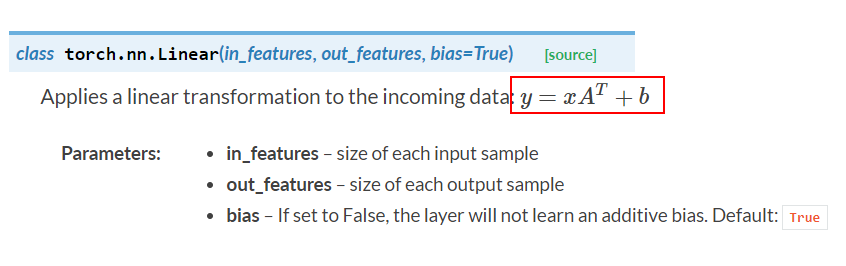 class torch.nn.Linear(in_features, out_features, bias=True) [source]
Applies a linear transformation to the incoming data: y = xA^T + b
Parameters:
• in_features – size of each input sample
• out_features – size of each output sample
• bias – If set to False, the layer will not learn an additive bias. Default: True